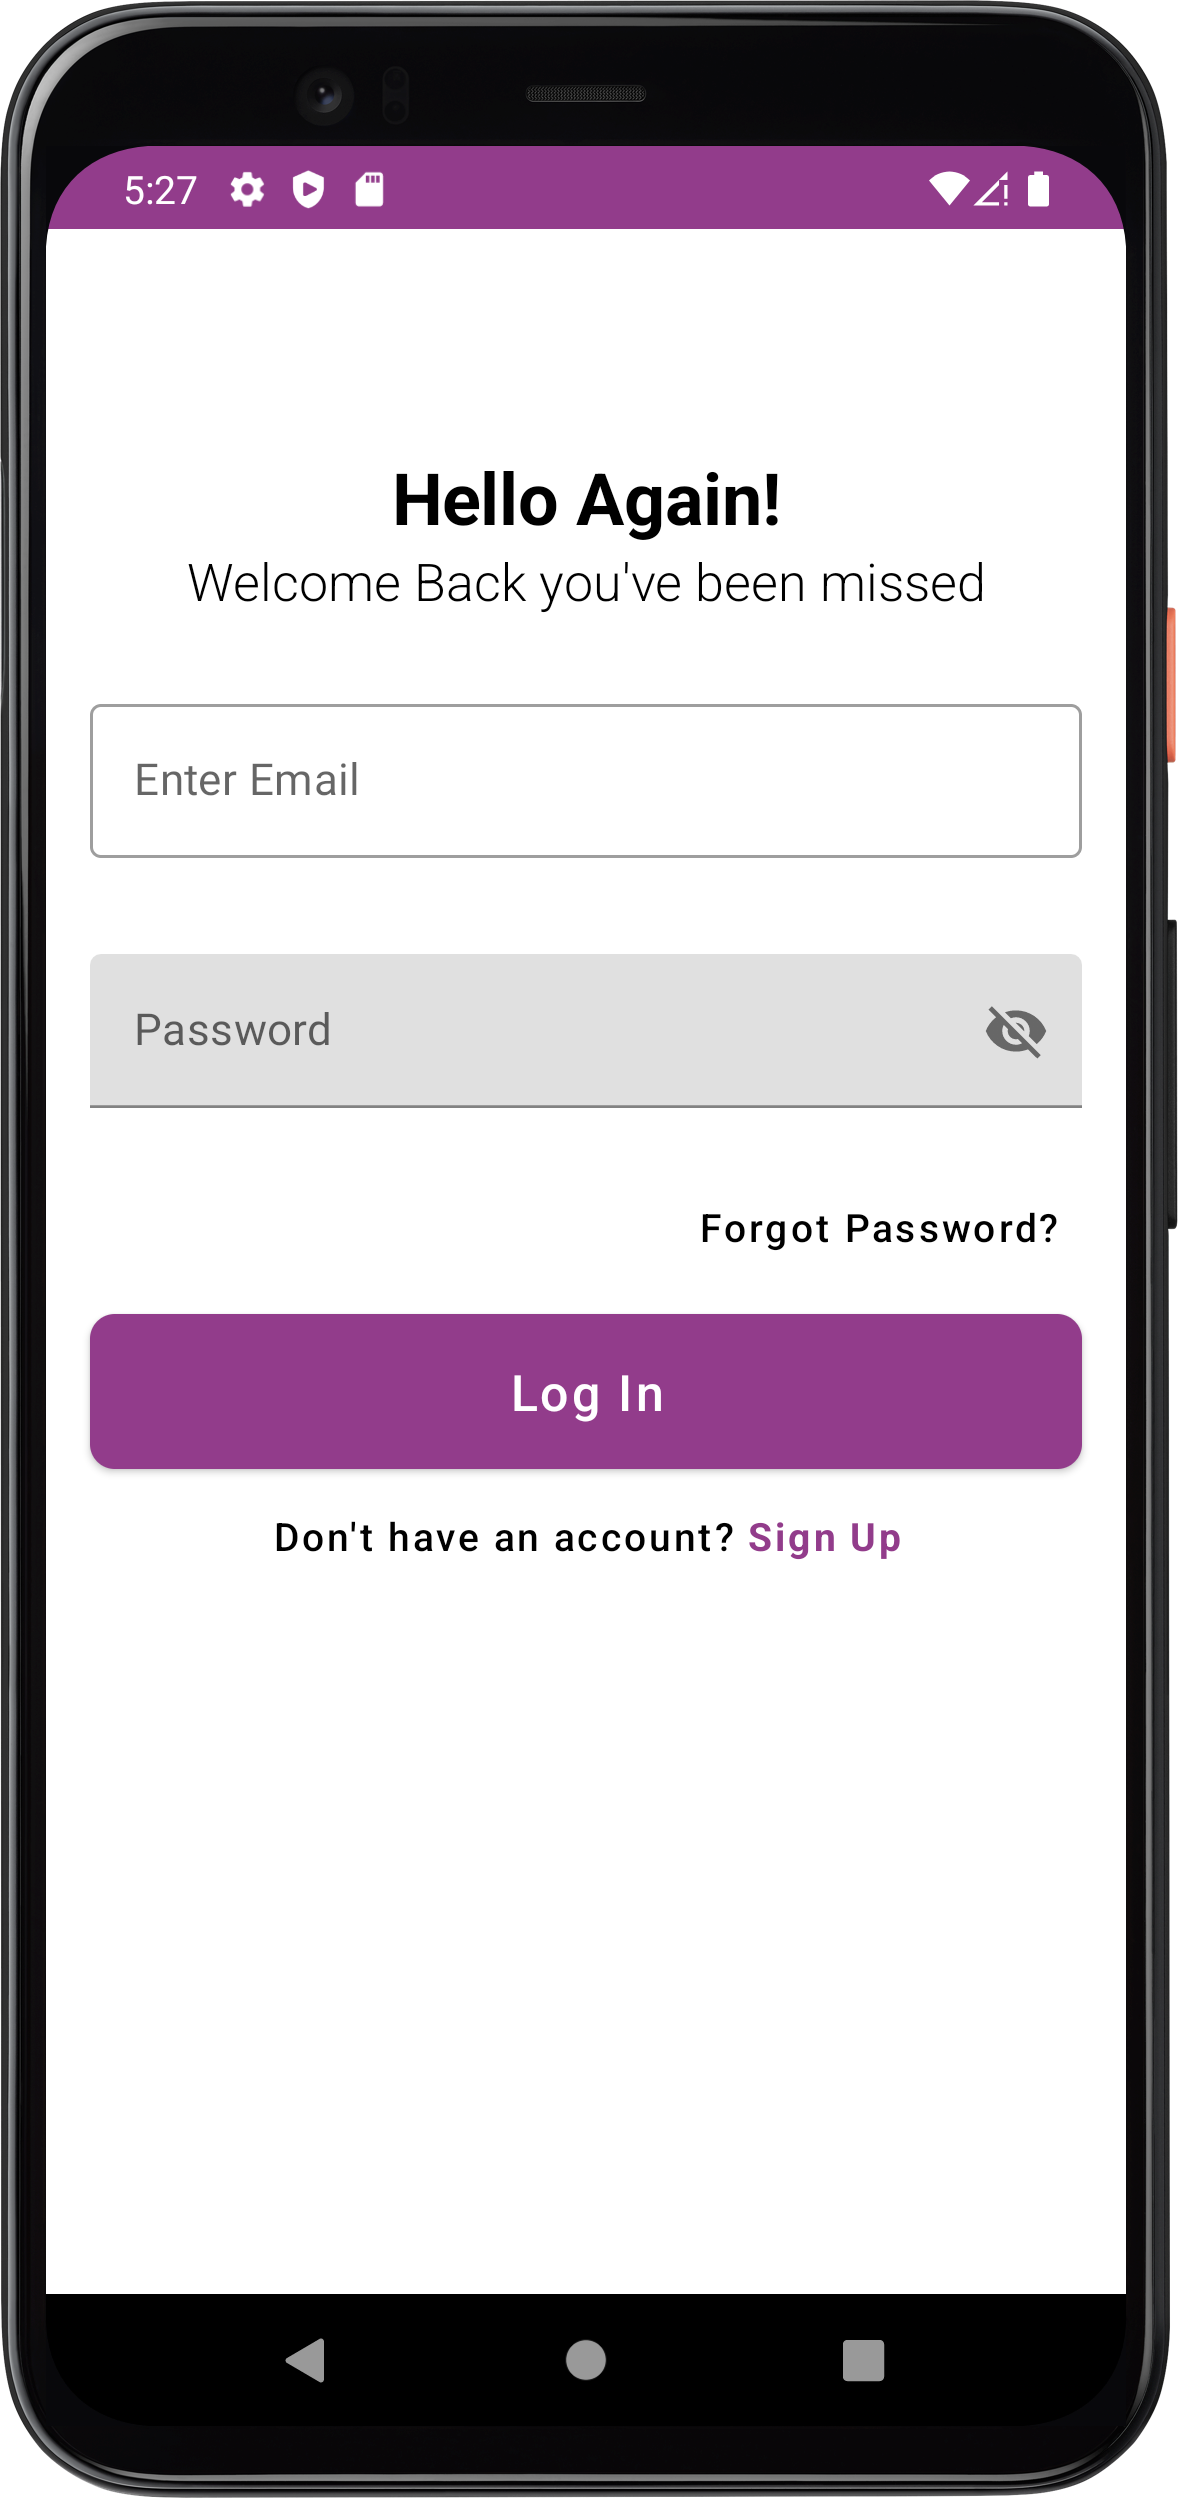 5:27
Hello Again!
Welcome Back you've been missed
Enter Email
Password
Forgot Password?
Log In
Don't have an account? Sign Up